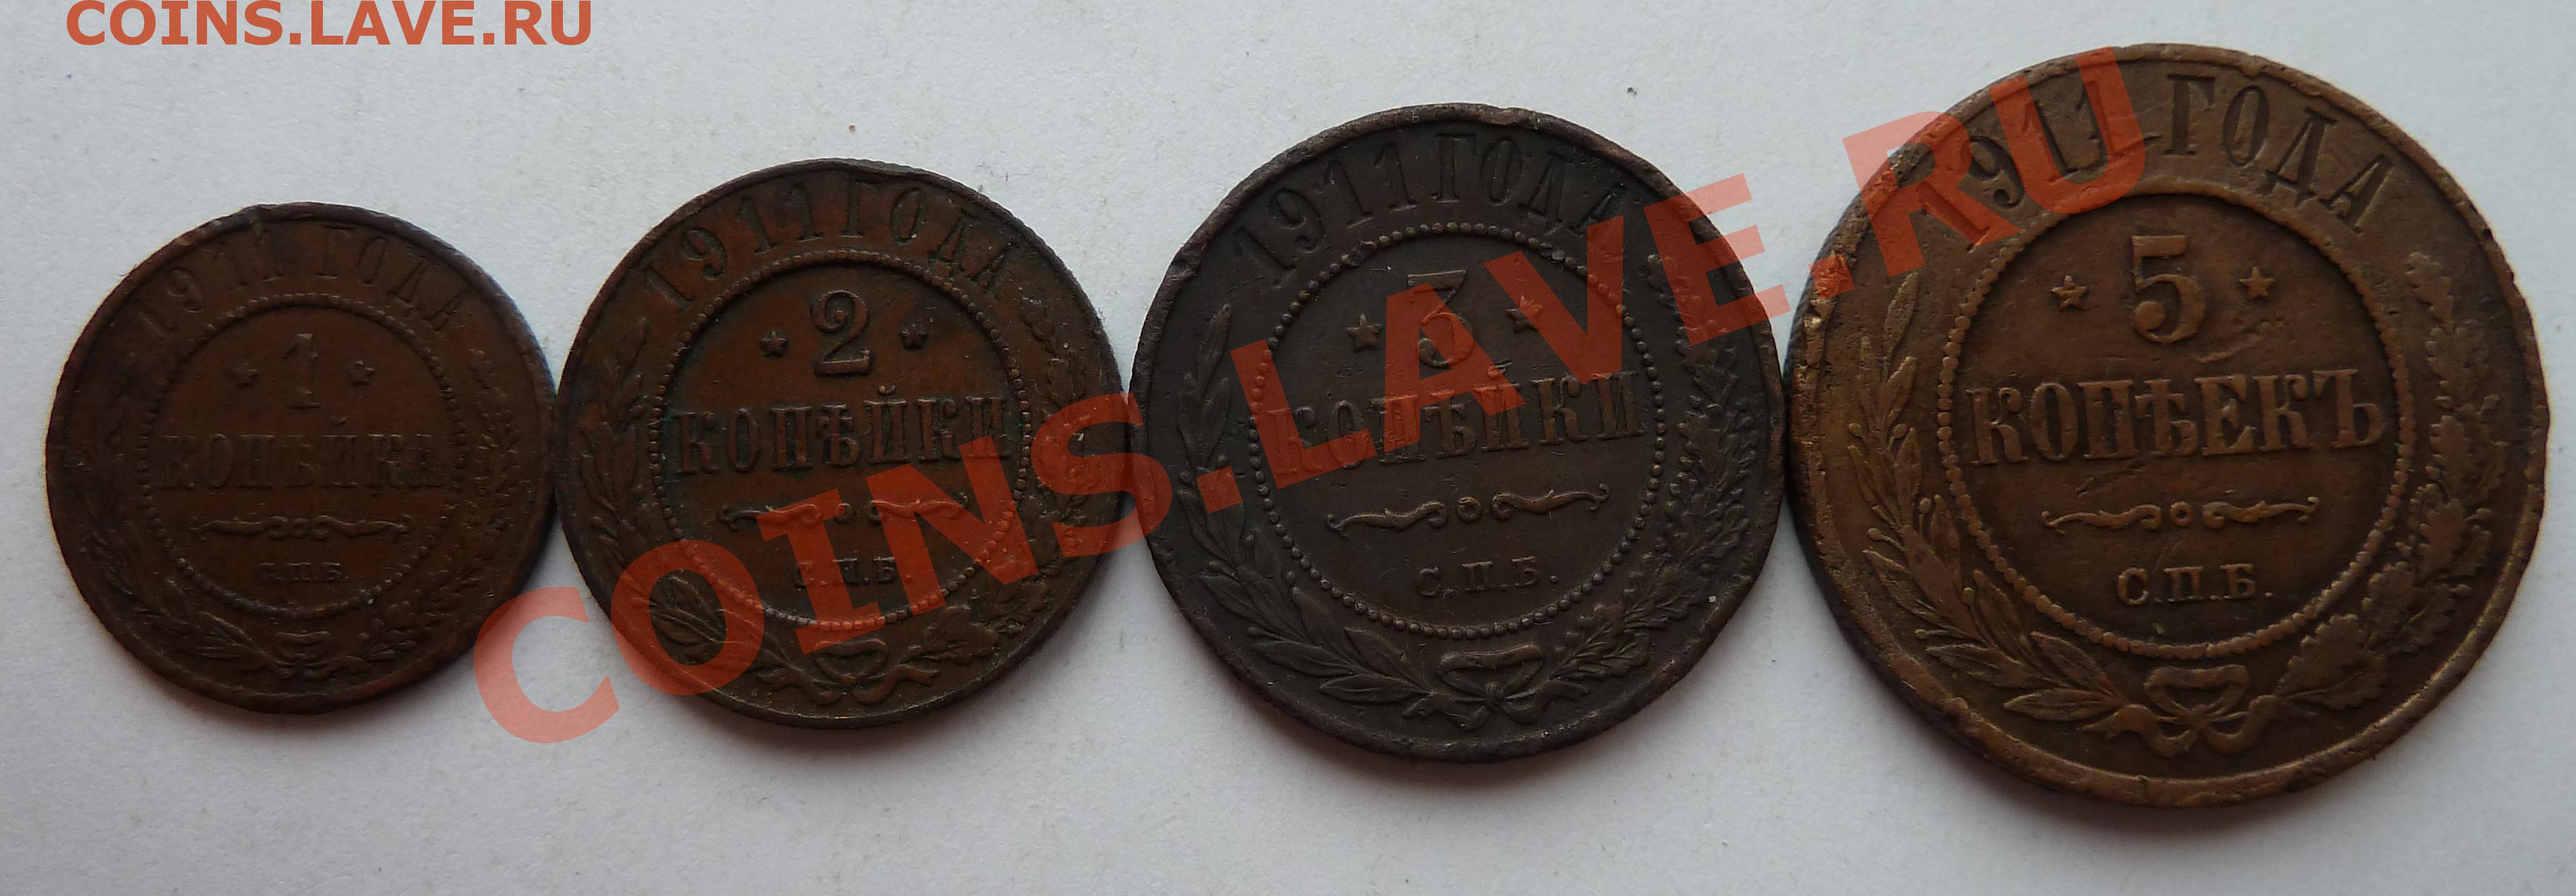 COINS.LAVE.RU
1911 ГОДА
1
КОПѢЙКА
С.П.Б.
1911 ГОДА
2
КОПѢЙКИ
С.П.Б.
1911 ГОДА
3
КОПѢЙКИ
С.П.Б.
1911 ГОДА
5
КОПѢЕКЪ
С.П.Б.
COINS.LAVE.RU